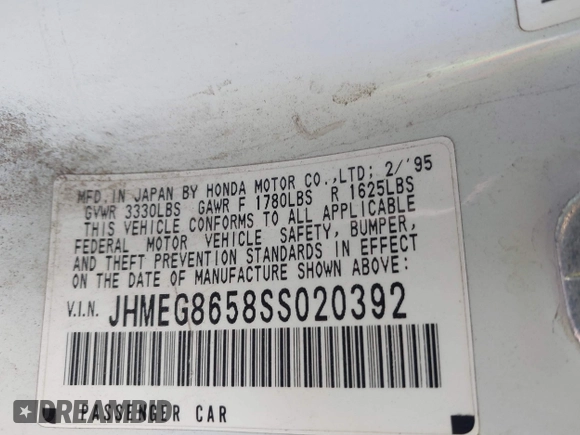 MFD. IN JAPAN BY HONDA MOTOR CO.,LTD; 2/'95
GVWR 3330LBS GAWR F 1780LBS R 1625LBS
THIS VEHICLE CONFORMS TO ALL APPLICABLE
FEDERAL MOTOR VEHICLE SAFETY, BUMPER,
AND THEFT PREVENTION STANDARDS IN EFFECT
ON THE DATE OF MANUFACTURE SHOWN ABOVE:
V.I.N. JHMEG8658SS020392
PASSENGER CAR
DREAMBID